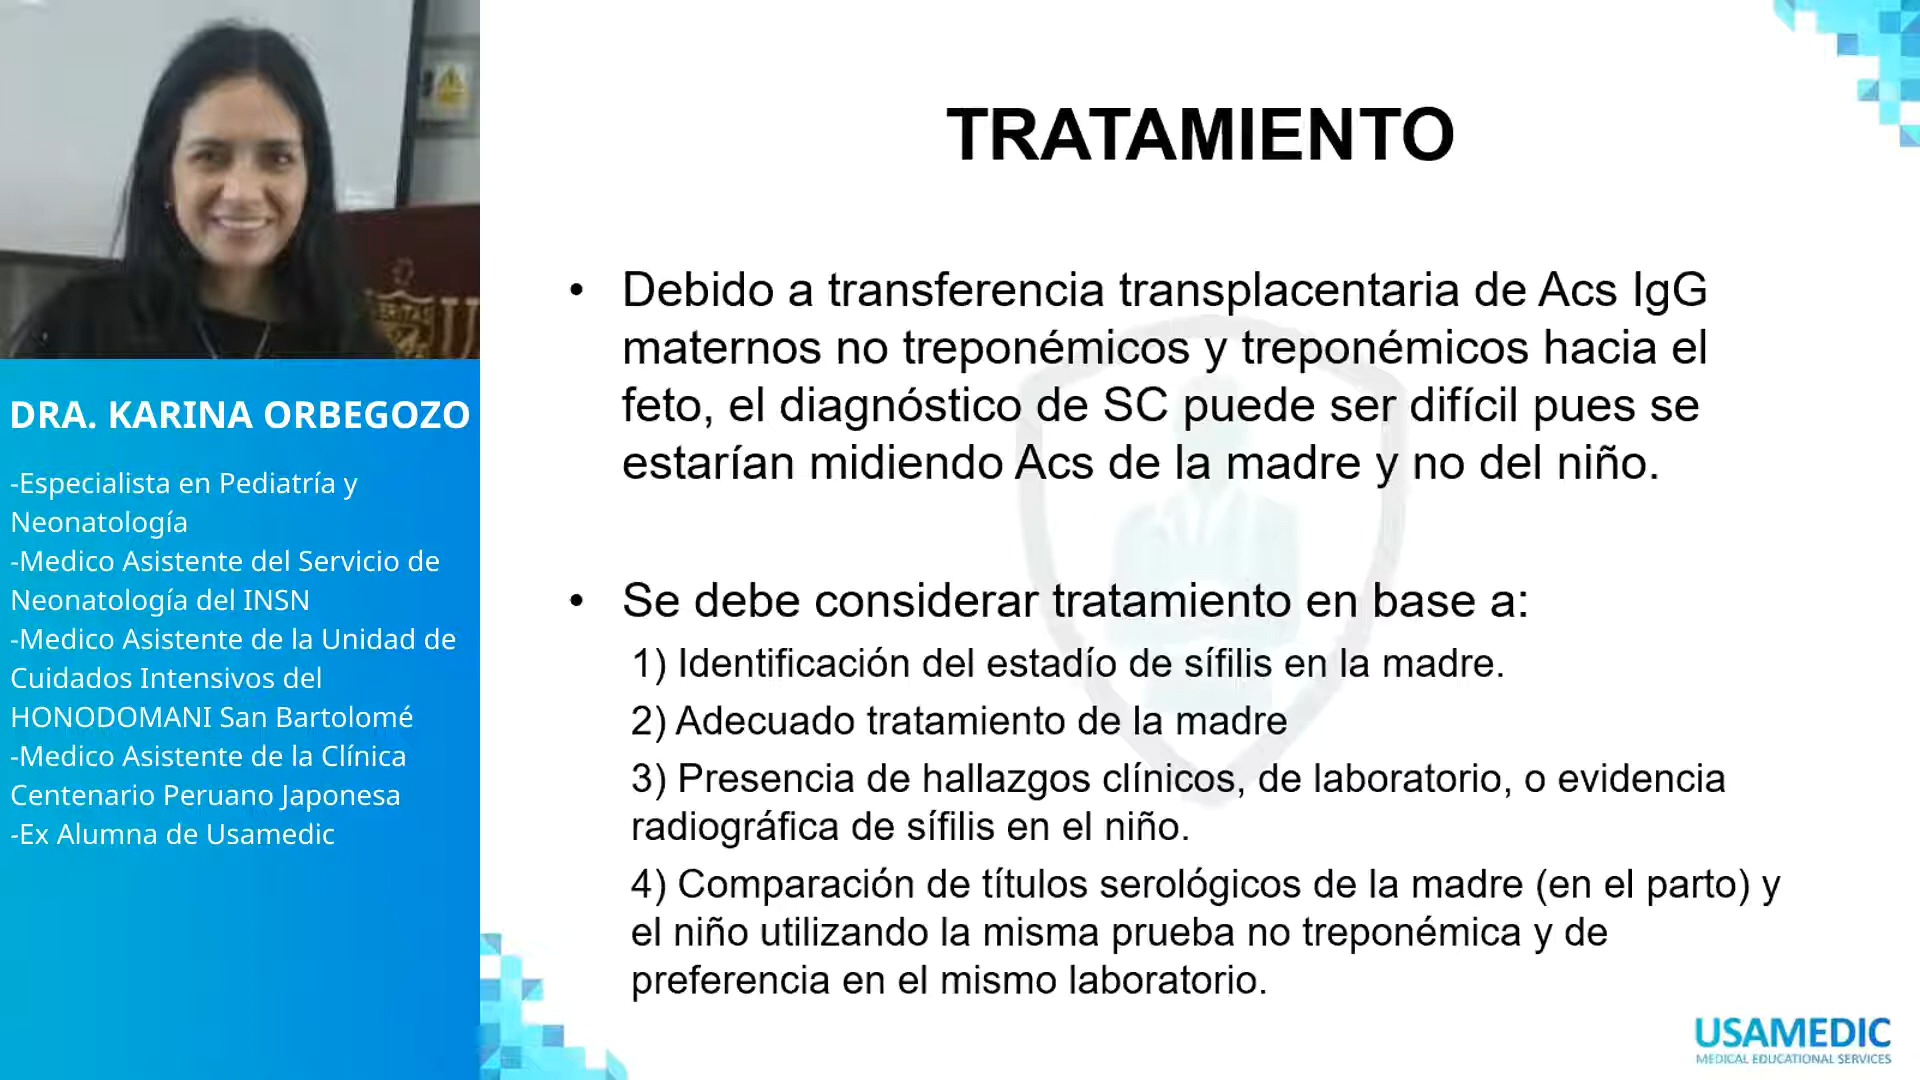 DRA. KARINA ORBEGOZO
-Especialista en Pediatría y
Neonatología
-Medico Asistente del Servicio de
Neonatología del INSN
-Medico Asistente de la Unidad de
Cuidados Intensivos del
HONODOMANI San Bartolomé
-Medico Asistente de la Clínica
Centenario Peruano Japonesa
-Ex Alumna de Usamedic
TRATAMIENTO
• Debido a transferencia transplacentaria de Acs IgG
maternos no treponémicos y treponémicos hacia el
feto, el diagnóstico de SC puede ser difícil pues se
estarían midiendo Acs de la madre y no del niño.
• Se debe considerar tratamiento en base a:
1) Identificación del estadío de sífilis en la madre.
2) Adecuado tratamiento de la madre
3) Presencia de hallazgos clínicos, de laboratorio, o evidencia
radiográfica de sífilis en el niño.
4) Comparación de títulos serológicos de la madre (en el parto) y
el niño utilizando la misma prueba no treponémica y de
preferencia en el mismo laboratorio.
USAMEDIC
MEDICAL EDUCATIONAL SERVICES